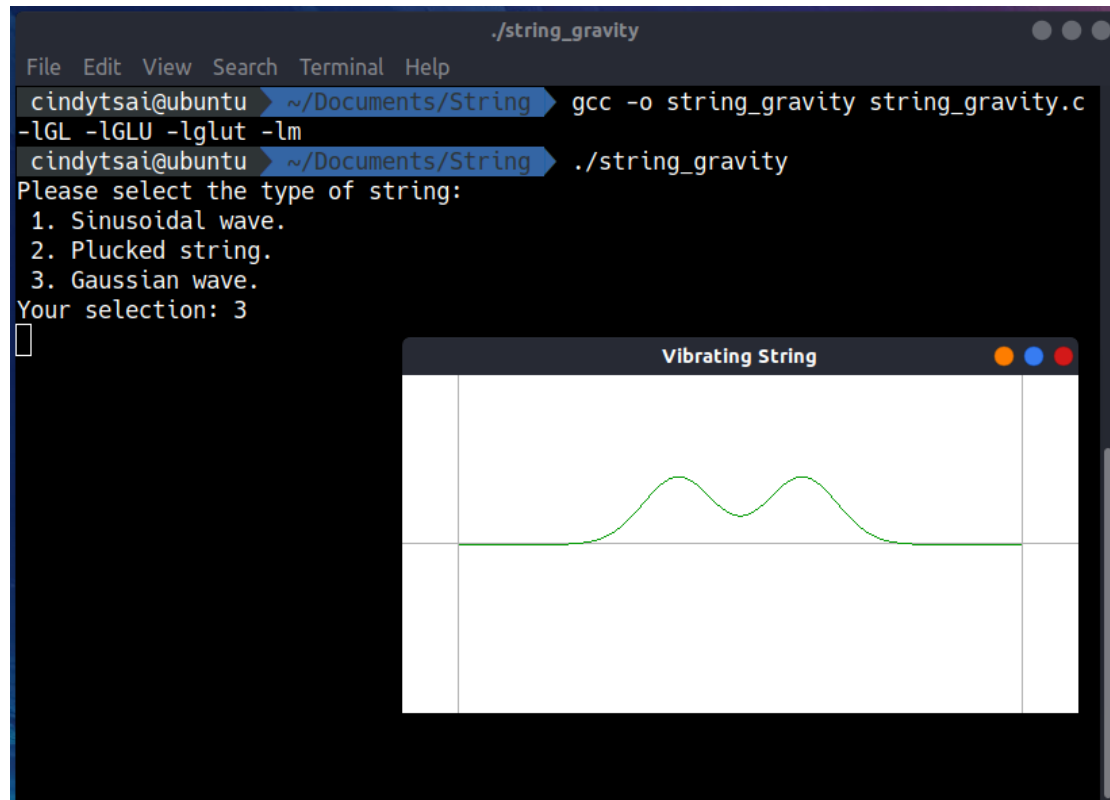 ./string_gravity
File Edit View Search Terminal Help
cindytsai@ubuntu ~/Documents/String gcc -o string_gravity string_gravity.c
-lGL -lGLU -lglut -lm
cindytsai@ubuntu ~/Documents/String ./string_gravity
Please select the type of string:
1. Sinusoidal wave.
2. Plucked string.
3. Gaussian wave.
Your selection: 3
Vibrating String